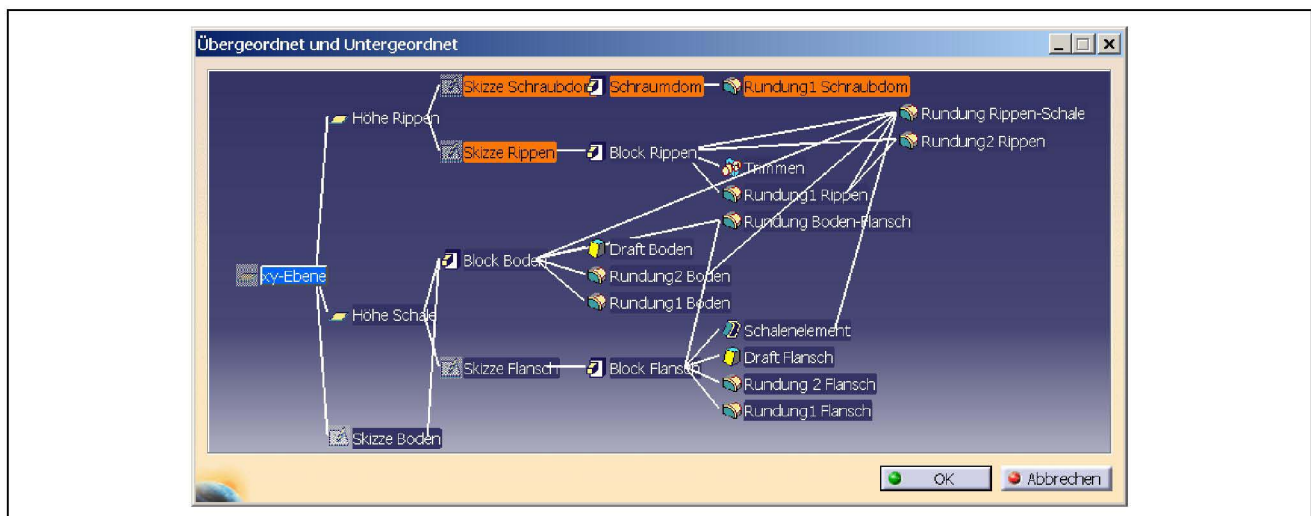 Übergeordnet und Untergeordnet
Skizze Schraubdo Schraumdom Rundung1 Schraubdom
Höhe Rippen Rundung Rippen-Schale
Rundung2 Rippen
Skizze Rippen Block Rippen
Trimmen
Rundung1 Rippen
Rundung Boden-Flansch
Draft Boden
Block Boden
xy-Ebene Rundung2 Boden
Rundung1 Boden
Höhe Schale
Schalenelement
Draft Flansch
Skizze Flansch Block Flansch
Rundung 2 Flansch
Rundung1 Flansch
Skizze Boden
OK Abbrechen